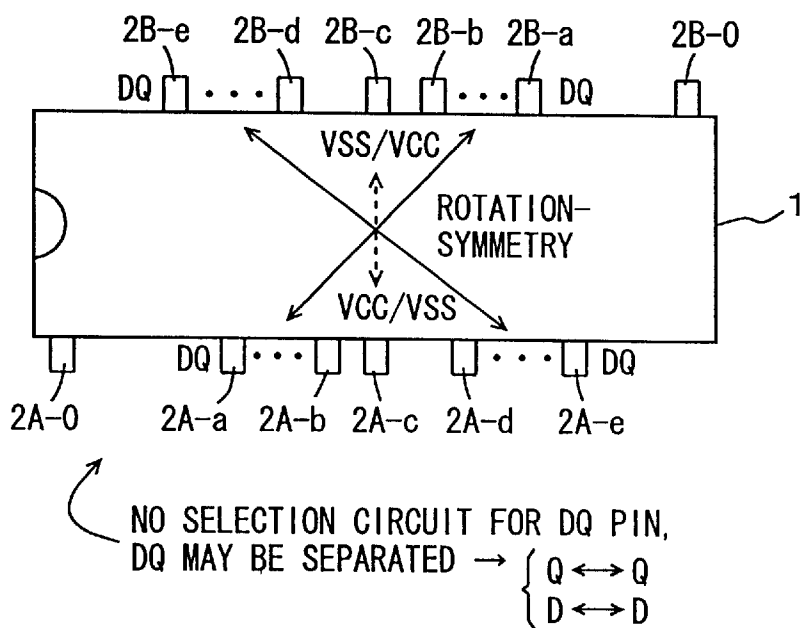 2B-e 2B-d 2B-c 2B-b 2B-a 2B-0
DQ ··· ··· DQ
VSS/VCC
ROTATION-
SYMMETRY
1
VCC/VSS
DQ ··· ··· DQ
2A-0 2A-a 2A-b 2A-c 2A-d 2A-e
NO SELECTION CIRCUIT FOR DQ PIN,
DQ MAY BE SEPARATED → { Q ↔ Q
D ↔ D